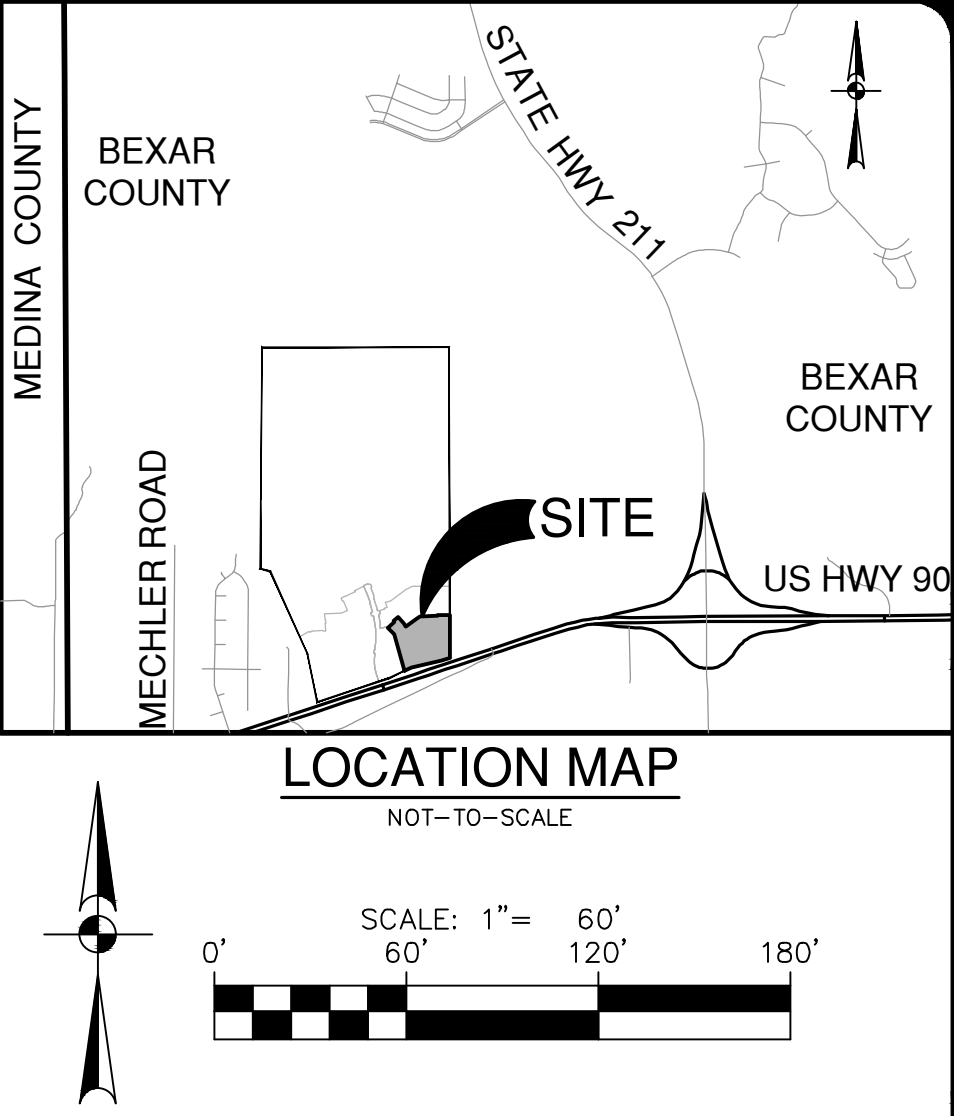 STATE HWY 211
MEDINA COUNTY
BEXAR
COUNTY
BEXAR
COUNTY
MECHLER ROAD
SITE
US HWY 90
LOCATION MAP
NOT-TO-SCALE
SCALE: 1"= 60'
0' 60' 120' 180'